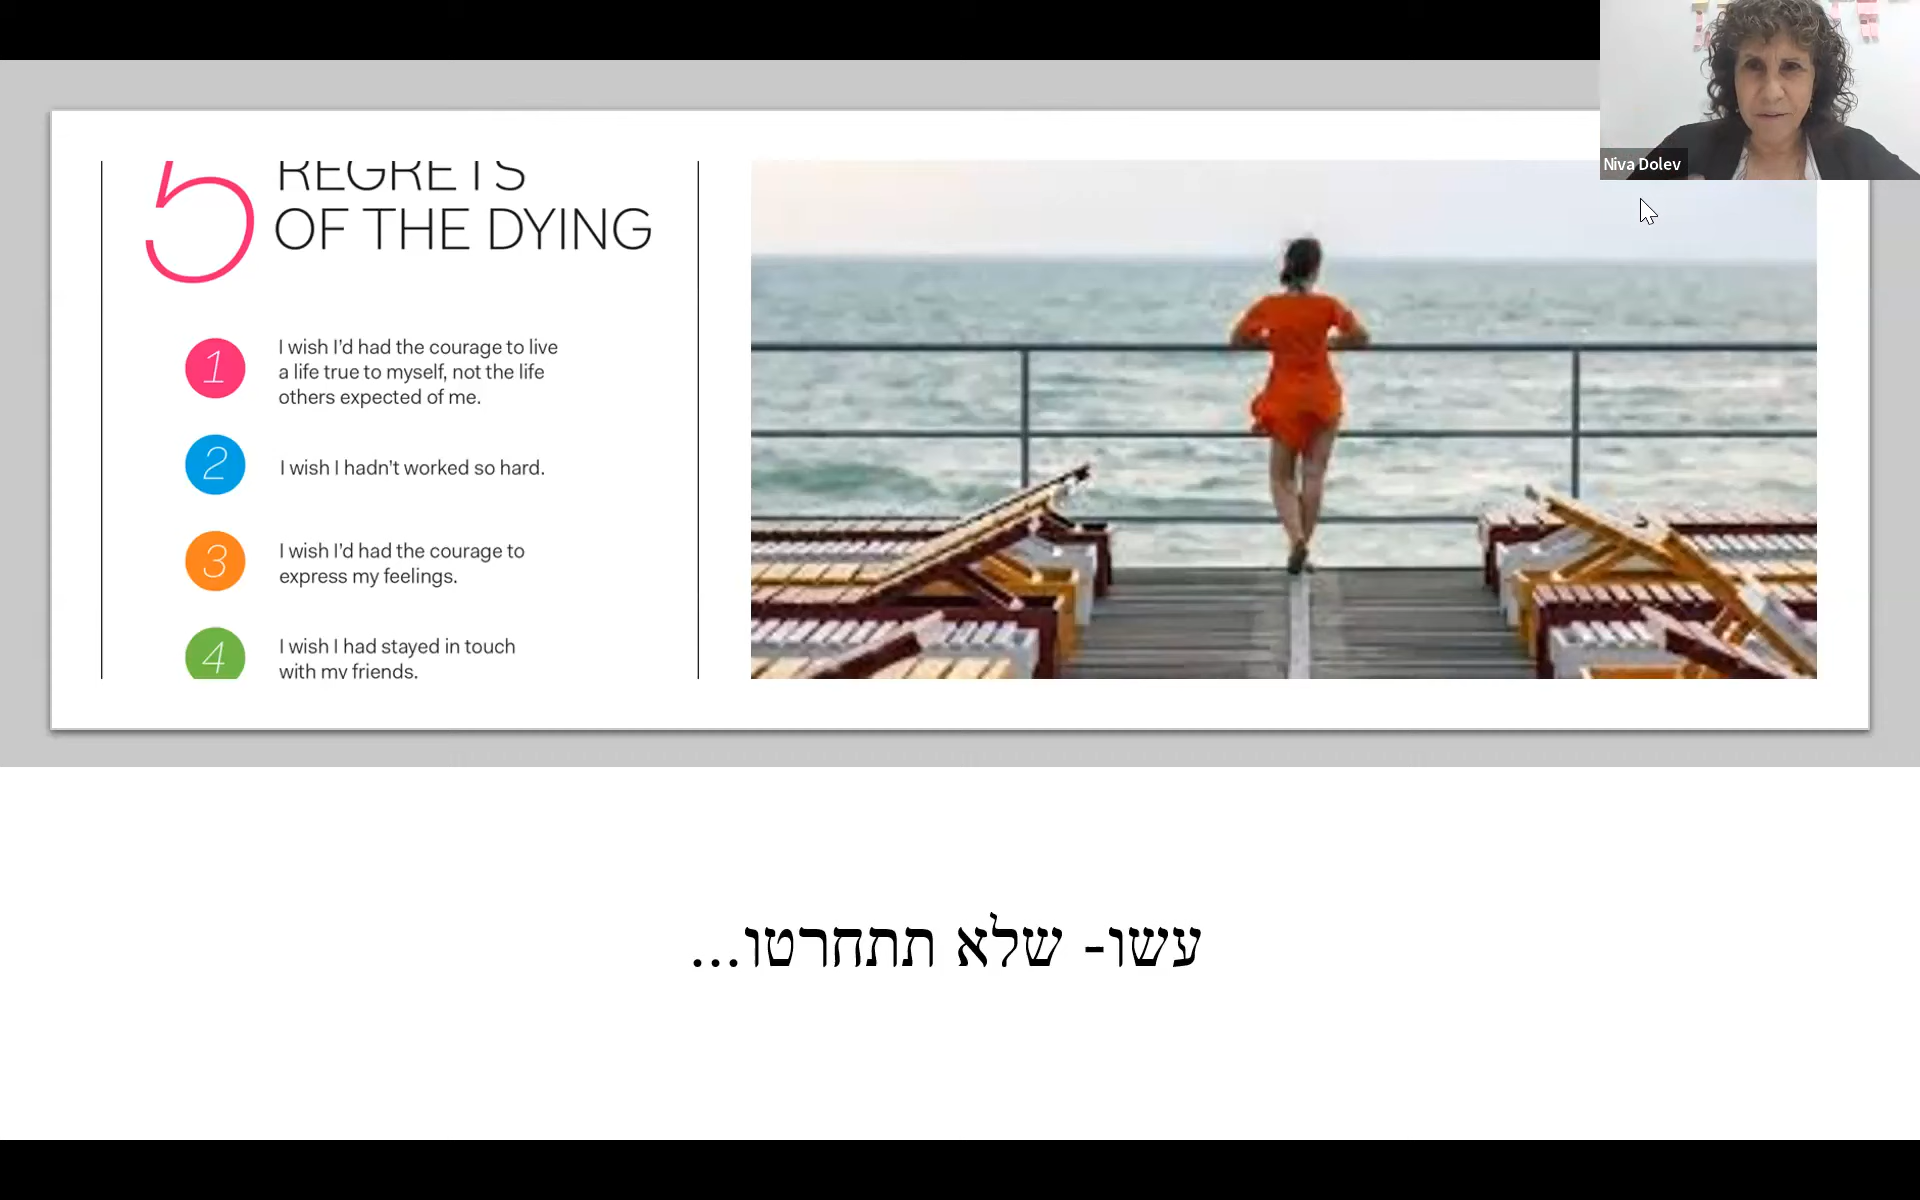 5 REGRETS
OF THE DYING
1 I wish I’d had the courage to live
a life true to myself, not the life
others expected of me.
2 I wish I hadn’t worked so hard.
3 I wish I’d had the courage to
express my feelings.
4 I wish I had stayed in touch
with my friends.
Niva Dolev
עשו- שלא תתחרטו...